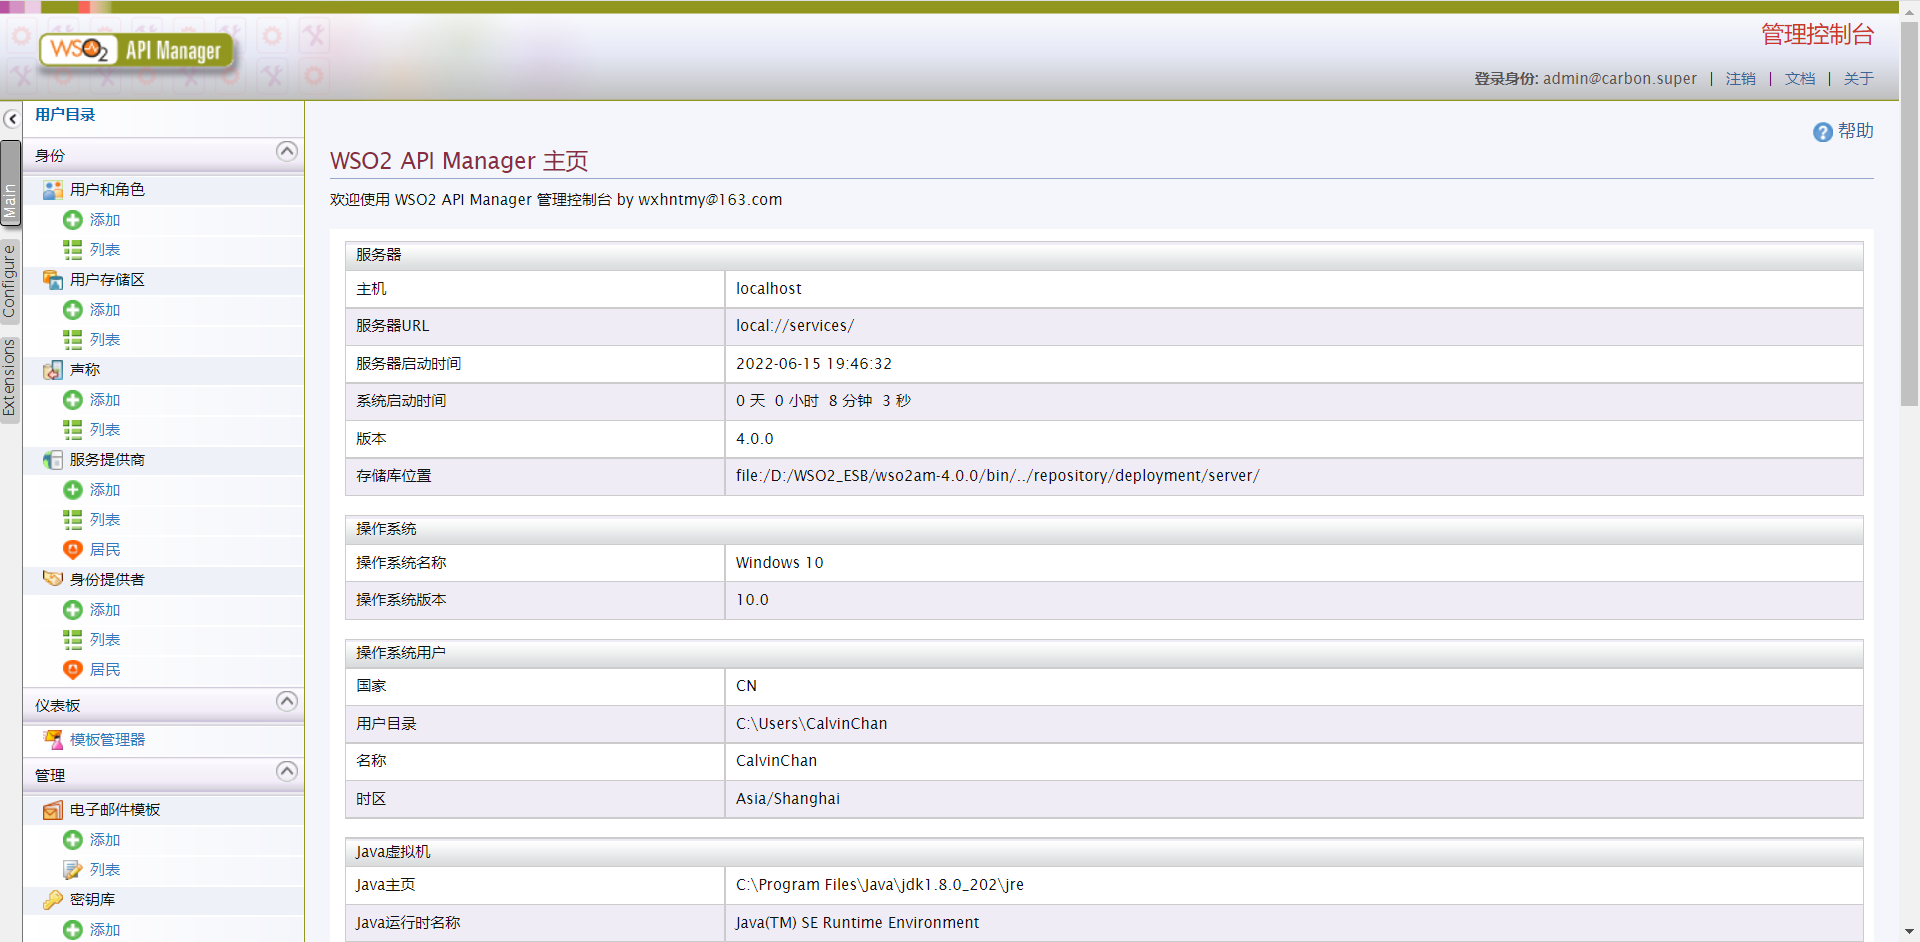 WSO2 API Manager
管理控制台
登录身份: admin@carbon.super | 注销 | 文档 | 关于
Main
Configure
Extensions
用户目录
身份
用户和角色
添加
列表
用户存储区
添加
列表
声称
添加
列表
服务提供商
添加
列表
居民
身份提供者
添加
列表
居民
仪表板
模板管理器
管理
电子邮件模板
添加
列表
密钥库
添加
帮助
WSO2 API Manager 主页
欢迎使用 WSO2 API Manager 管理控制台 by wxhntmy@163.com
服务器
主机 localhost
服务器URL local://services/
服务器启动时间 2022-06-15 19:46:32
系统启动时间 0 天 0 小时 8 分钟 3 秒
版本 4.0.0
存储库位置 file:/D:/WSO2_ESB/wso2am-4.0.0/bin/../repository/deployment/server/
操作系统
操作系统名称 Windows 10
操作系统版本 10.0
操作系统用户
国家 CN
用户目录 C:\Users\CalvinChan
名称 CalvinChan
时区 Asia/Shanghai
Java虚拟机
Java主页 C:\Program Files\Java\jdk1.8.0_202\jre
Java运行时名称 Java(TM) SE Runtime Environment